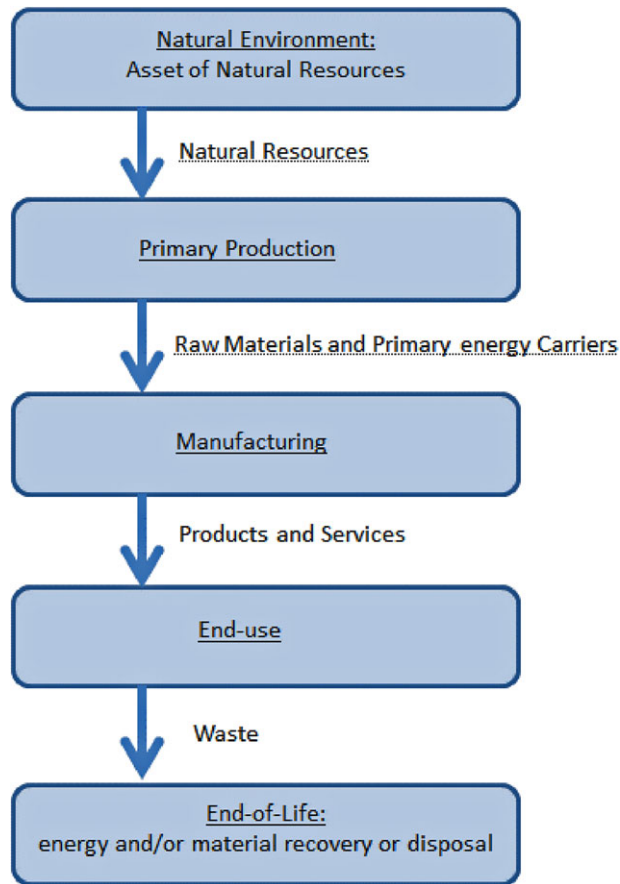 Natural Environment:
Asset of Natural Resources
Natural Resources
Primary Production
Raw Materials and Primary energy Carriers
Manufacturing
Products and Services
End-use
Waste
End-of-Life:
energy and/or material recovery or disposal